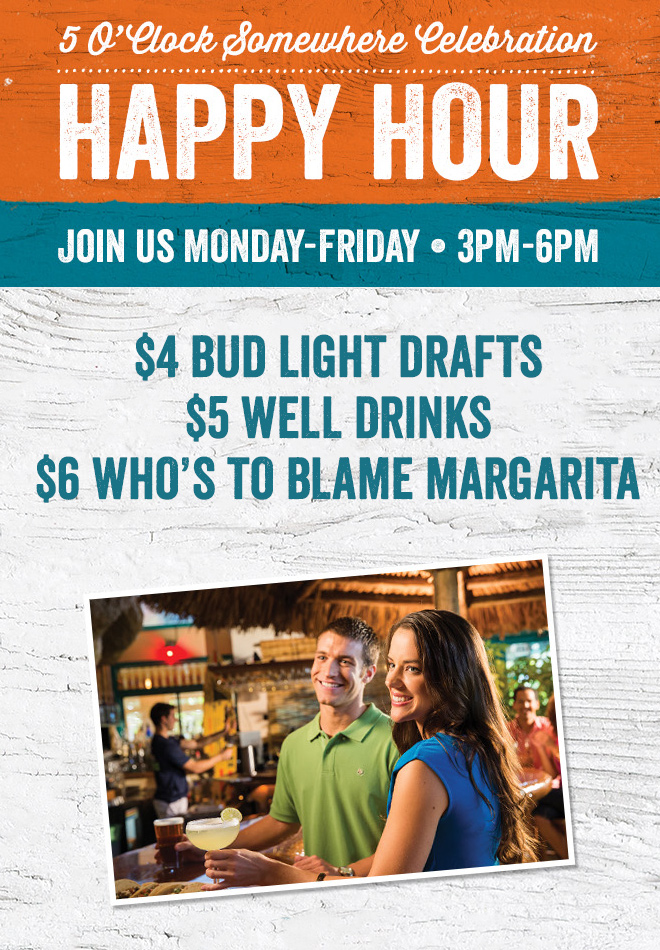 5 O'Clock Somewhere Celebration
HAPPY HOUR
JOIN US MONDAY-FRIDAY • 3PM-6PM
$4 BUD LIGHT DRAFTS
$5 WELL DRINKS
$6 WHO'S TO BLAME MARGARITA